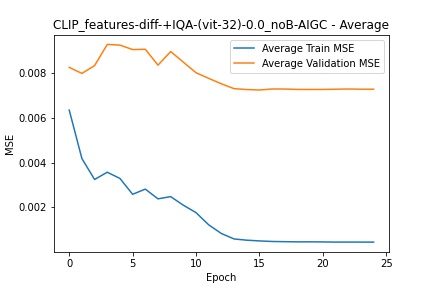 CLIP_features-diff-+IQA-(vit-32)-0.0_noB-AIGC - Average
Average Train MSE
Average Validation MSE
0.008
0.006
0.004
0.002
MSE
0 5 10 15 20 25
Epoch